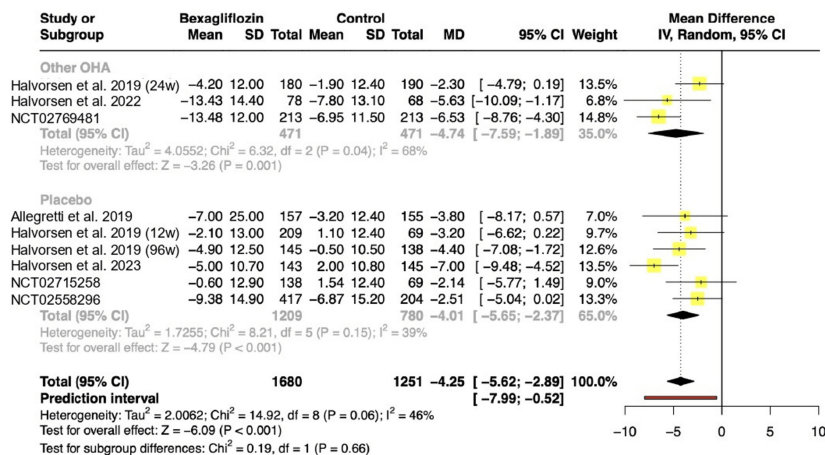 Study or Bexagliflozin Control Mean Difference
Subgroup Mean SD Total Mean SD Total MD 95% CI Weight IV, Random, 95% CI
Other OHA
Halvorsen et al. 2019 (24w) −4.20 12.00 180 −1.90 12.40 190 −2.30 [ −4.79; 0.19] 13.5%
Halvorsen et al. 2022 −13.43 14.40 78 −7.80 13.10 68 −5.63 [−10.09; −1.17] 6.8%
NCT02769481 −13.48 12.00 213 −6.95 11.50 213 −6.53 [ −8.76; −4.30] 14.8%
Total (95% CI) 471 471 −4.74 [ −7.59; −1.89] 35.0%
Heterogeneity: Tau² = 4.0552; Chi² = 6.32, df = 2 (P = 0.04); I² = 68%
Test for overall effect: Z = −3.26 (P = 0.001)
Placebo
Allegretti et al. 2019 −7.00 25.00 157 −3.20 12.40 155 −3.80 [ −8.17; 0.57] 7.0%
Halvorsen et al. 2019 (12w) −2.10 13.00 209 1.10 12.40 69 −3.20 [ −6.62; 0.22] 9.7%
Halvorsen et al. 2019 (96w) −4.90 12.50 145 −0.50 10.50 138 −4.40 [ −7.08; −1.72] 12.6%
Halvorsen et al. 2023 −5.00 10.70 143 2.00 10.80 145 −7.00 [ −9.48; −4.52] 13.5%
NCT02715258 −0.60 12.90 138 1.54 12.40 69 −2.14 [ −5.77; 1.49] 9.0%
NCT02558296 −9.38 14.90 417 −6.87 15.20 204 −2.51 [ −5.04; 0.02] 13.3%
Total (95% CI) 1209 780 −4.01 [ −5.65; −2.37] 65.0%
Heterogeneity: Tau² = 1.7255; Chi² = 8.21, df = 5 (P = 0.15); I² = 39%
Test for overall effect: Z = −4.79 (P < 0.001)
Total (95% CI) 1680 1251 −4.25 [ −5.62; −2.89] 100.0%
Prediction interval [ −7.99; −0.52]
Heterogeneity: Tau² = 2.0062; Chi² = 14.92, df = 8 (P = 0.06); I² = 46%
Test for overall effect: Z = −6.09 (P < 0.001)
Test for subgroup differences: Chi² = 0.19, df = 1 (P = 0.66)
−10 −5 0 5 10